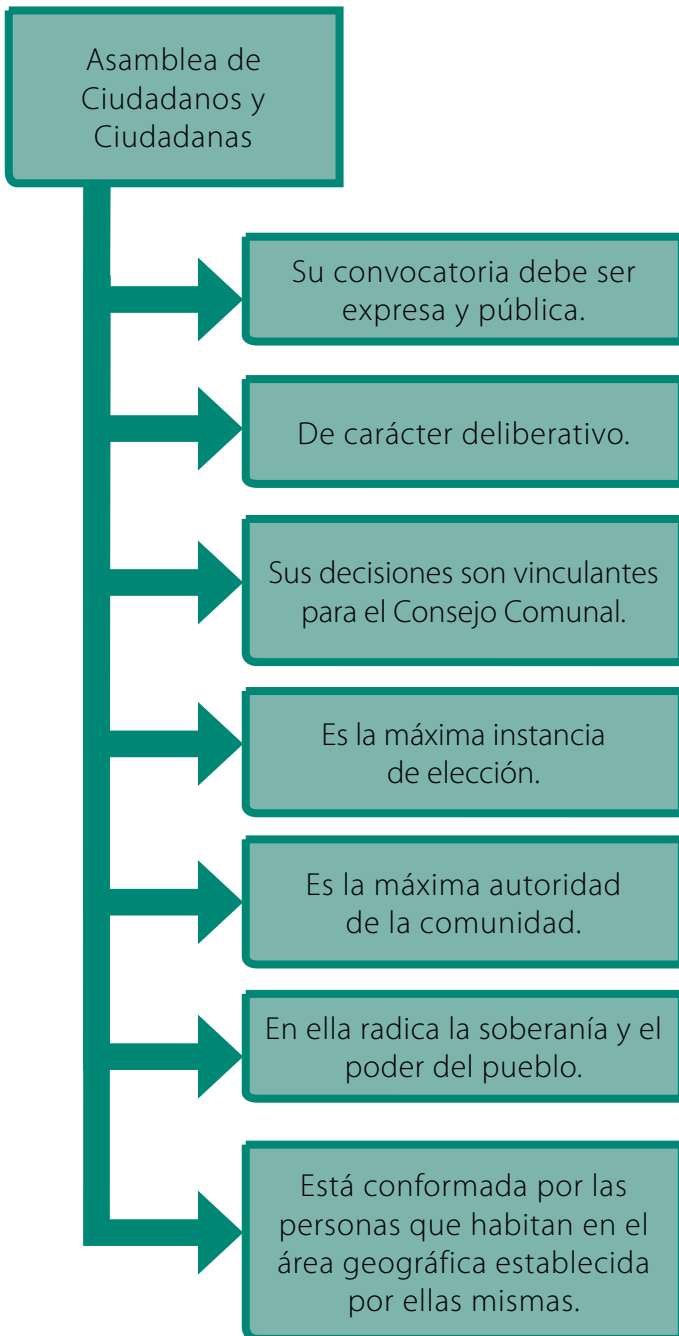 Asamblea de
Ciudadanos y
Ciudadanas
Su convocatoria debe ser
expresa y pública.
De carácter deliberativo.
Sus decisiones son vinculantes
para el Consejo Comunal.
Es la máxima instancia
de elección.
Es la máxima autoridad
de la comunidad.
En ella radica la soberanía y el
poder del pueblo.
Está conformada por las
personas que habitan en el
área geográfica establecida
por ellas mismas.